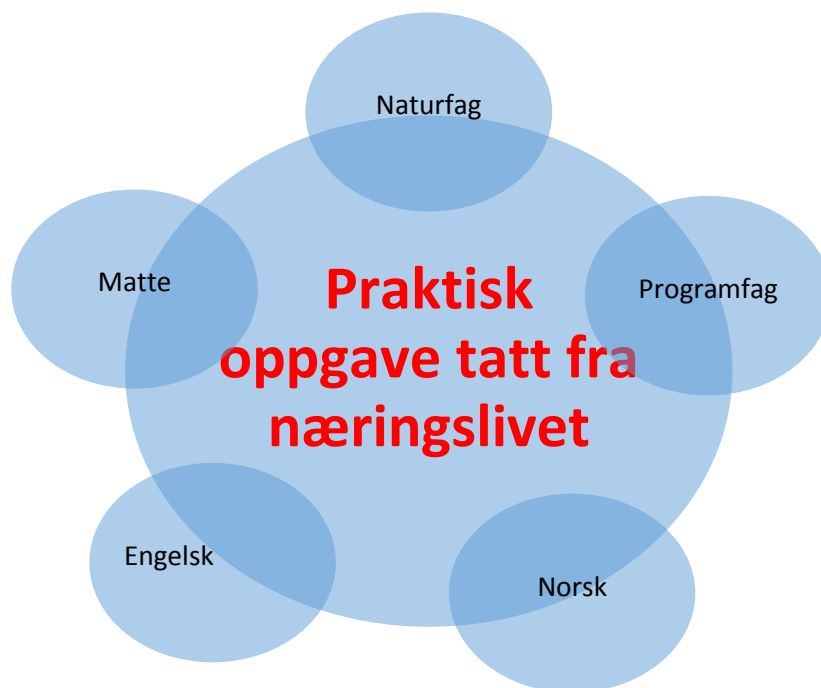 Naturfag
Matte
Programfag
Praktisk
oppgave tatt fra
næringslivet
Engelsk
Norsk